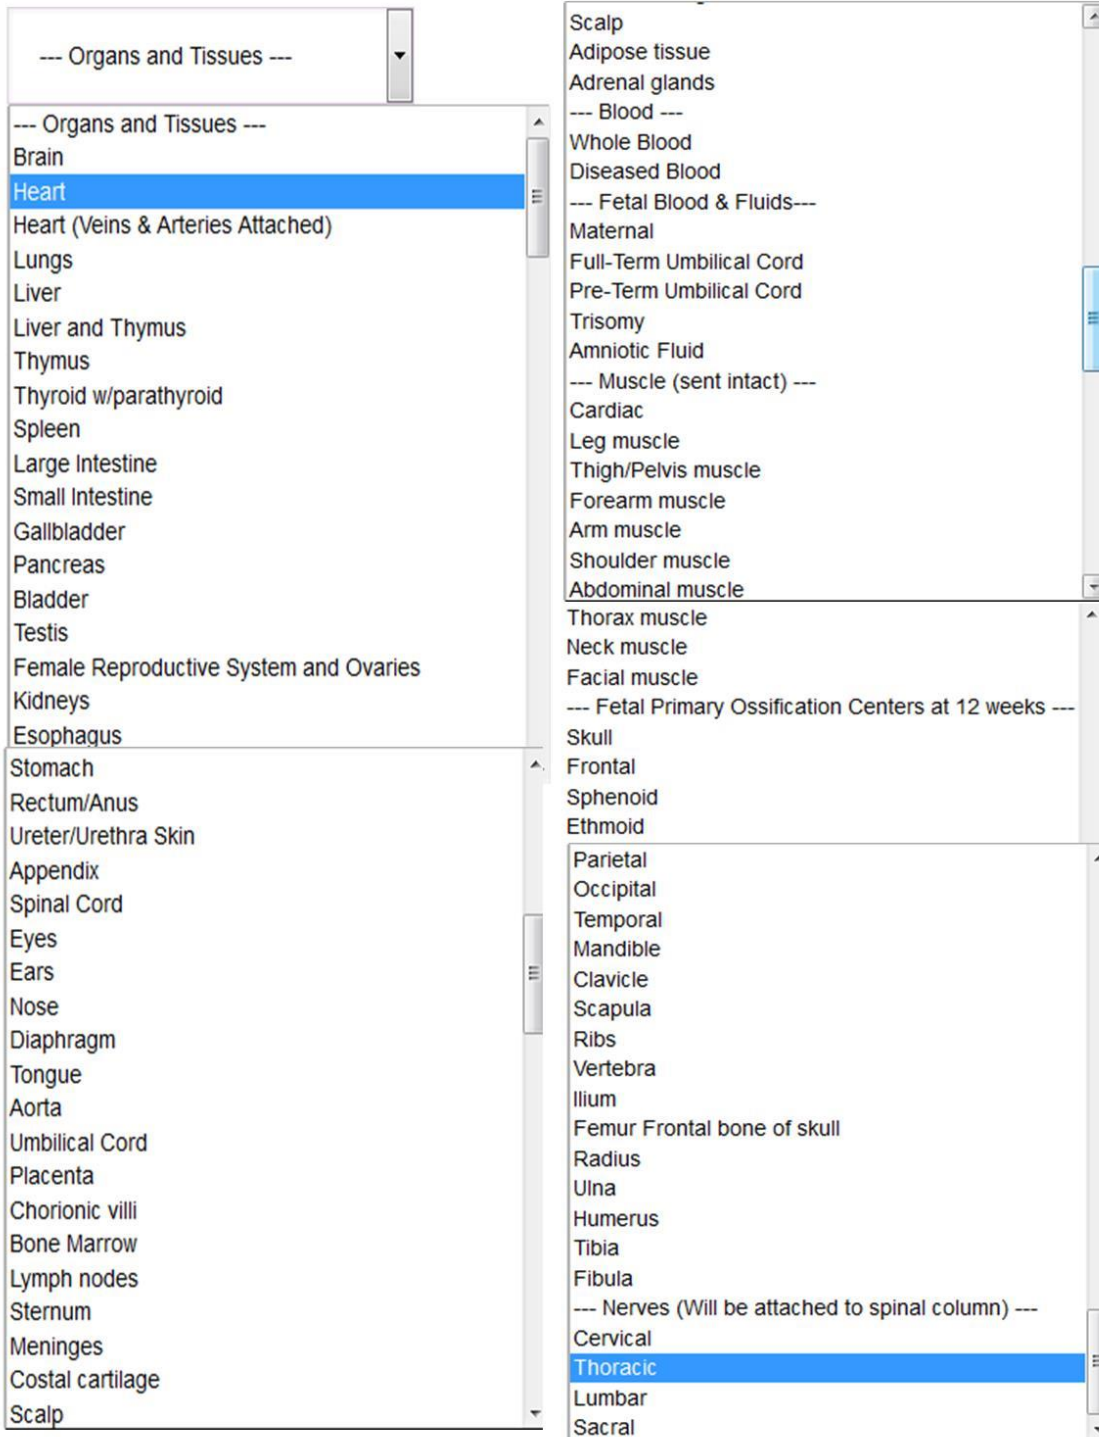 --- Organs and Tissues ---
--- Organs and Tissues ---
Brain
Heart
Heart (Veins & Arteries Attached)
Lungs
Liver
Liver and Thymus
Thymus
Thyroid w/parathyroid
Spleen
Large Intestine
Small Intestine
Gallbladder
Pancreas
Bladder
Testis
Female Reproductive System and Ovaries
Kidneys
Esophagus
Stomach
Rectum/Anus
Ureter/Urethra Skin
Appendix
Spinal Cord
Eyes
Ears
Nose
Diaphragm
Tongue
Aorta
Umbilical Cord
Placenta
Chorionic villi
Bone Marrow
Lymph nodes
Sternum
Meninges
Costal cartilage
Scalp
Scalp
Adipose tissue
Adrenal glands
--- Blood ---
Whole Blood
Diseased Blood
--- Fetal Blood & Fluids---
Maternal
Full-Term Umbilical Cord
Pre-Term Umbilical Cord
Trisomy
Amniotic Fluid
--- Muscle (sent intact) ---
Cardiac
Leg muscle
Thigh/Pelvis muscle
Forearm muscle
Arm muscle
Shoulder muscle
Abdominal muscle
Thorax muscle
Neck muscle
Facial muscle
--- Fetal Primary Ossification Centers at 12 weeks ---
Skull
Frontal
Sphenoid
Ethmoid
Parietal
Occipital
Temporal
Mandible
Clavicle
Scapula
Ribs
Vertebra
Ilium
Femur Frontal bone of skull
Radius
Ulna
Humerus
Tibia
Fibula
--- Nerves (Will be attached to spinal column) ---
Cervical
Thoracic
Lumbar
Sacral